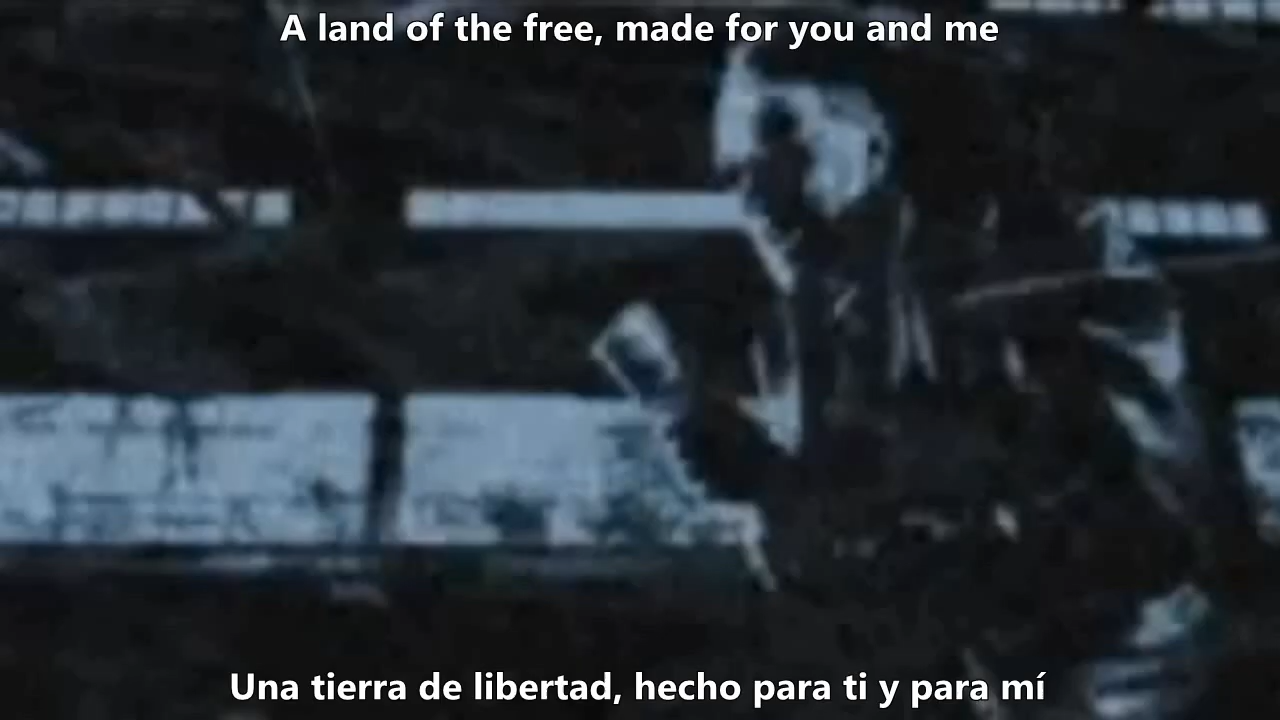 A land of the free, made for you and me
Una tierra de libertad, hecho para ti y para mí